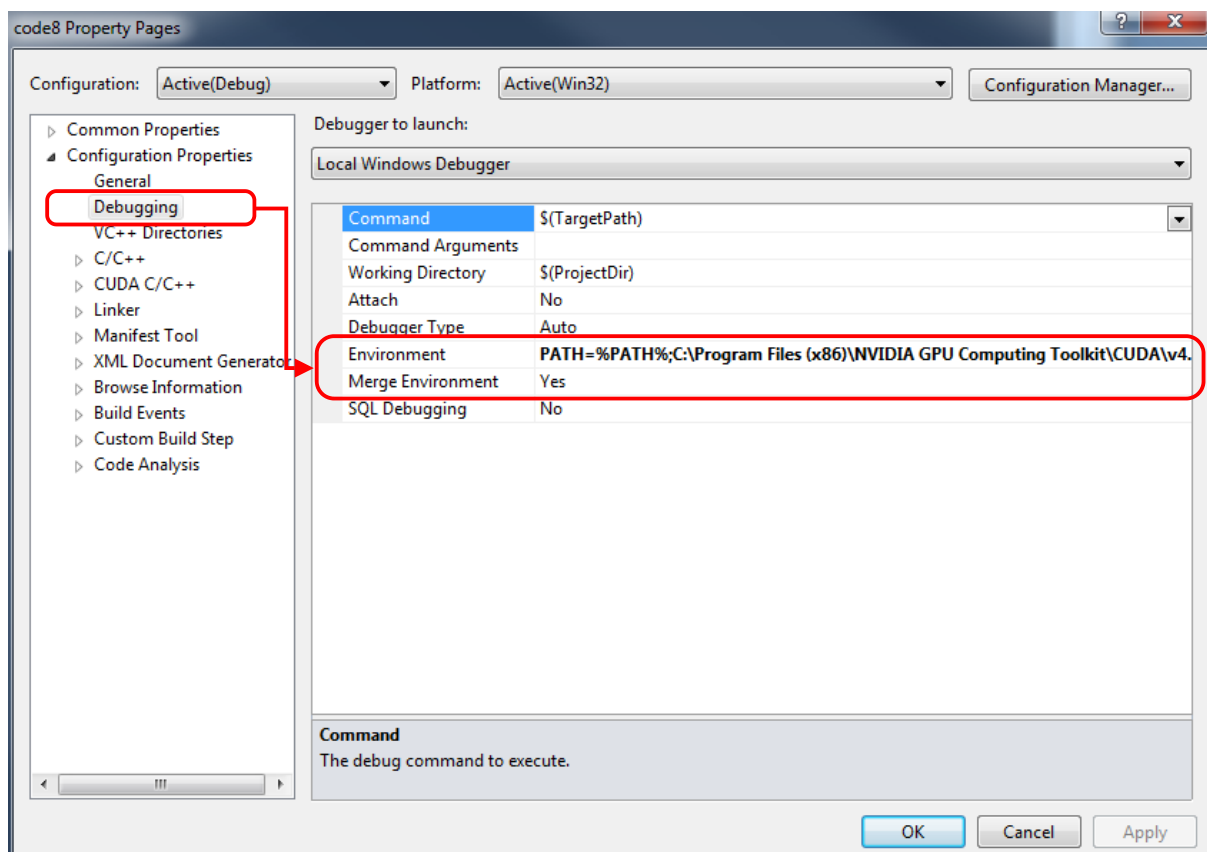 code8 Property Pages
Configuration: Active(Debug) Platform: Active(Win32) Configuration Manager...
Common Properties
Configuration Properties
General
Debugging
VC++ Directories
C/C++
CUDA C/C++
Linker
Manifest Tool
XML Document Generator
Browse Information
Build Events
Custom Build Step
Code Analysis
Debugger to launch:
Local Windows Debugger
Command $(TargetPath)
Command Arguments
Working Directory $(ProjectDir)
Attach No
Debugger Type Auto
Environment PATH=%PATH%;C:\Program Files (x86)\NVIDIA GPU Computing Toolkit\CUDA\v4.
Merge Environment Yes
SQL Debugging No
Command
The debug command to execute.
OK Cancel Apply